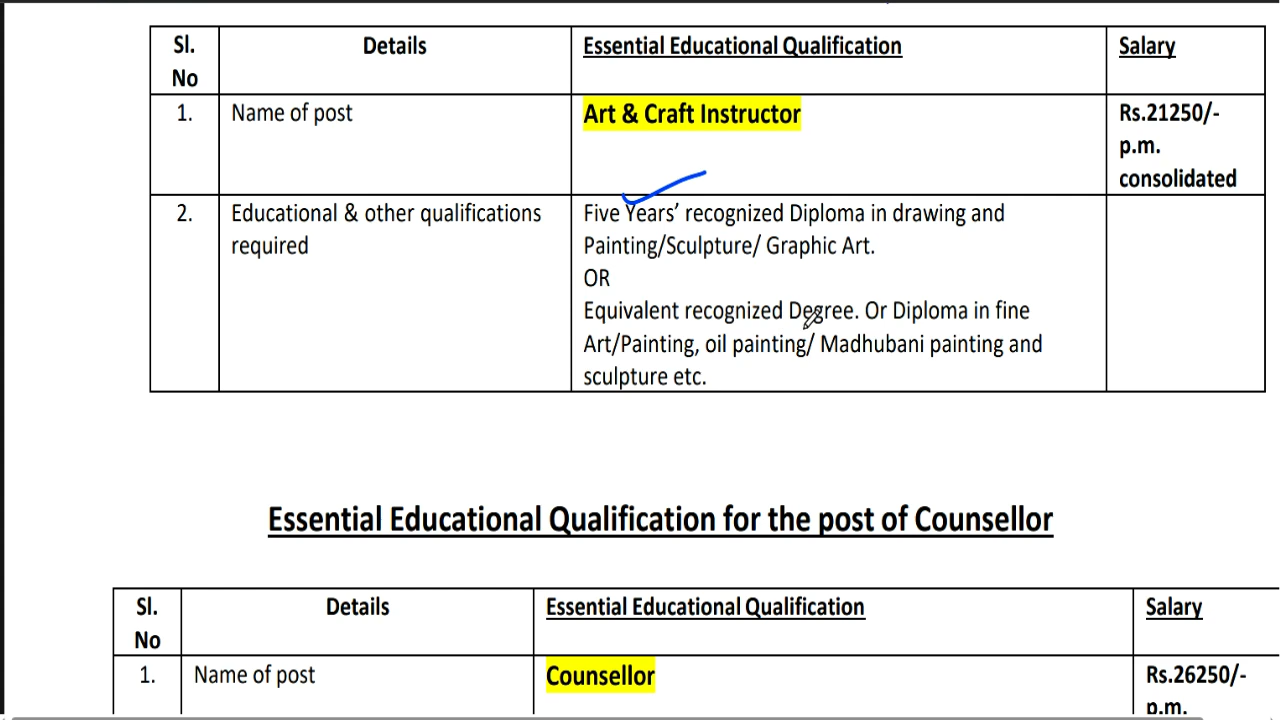 Sl. Details Essential Educational Qualification Salary
No
1. Name of post Art & Craft Instructor Rs.21250/-
p.m.
consolidated
2. Educational & other qualifications Five Years’ recognized Diploma in drawing and
required Painting/Sculpture/ Graphic Art.
OR
Equivalent recognized Degree. Or Diploma in fine
Art/Painting, oil painting/ Madhubani painting and
sculpture etc.
Essential Educational Qualification for the post of Counsellor
Sl. Details Essential Educational Qualification Salary
No
1. Name of post Counsellor Rs.26250/-
p.m.